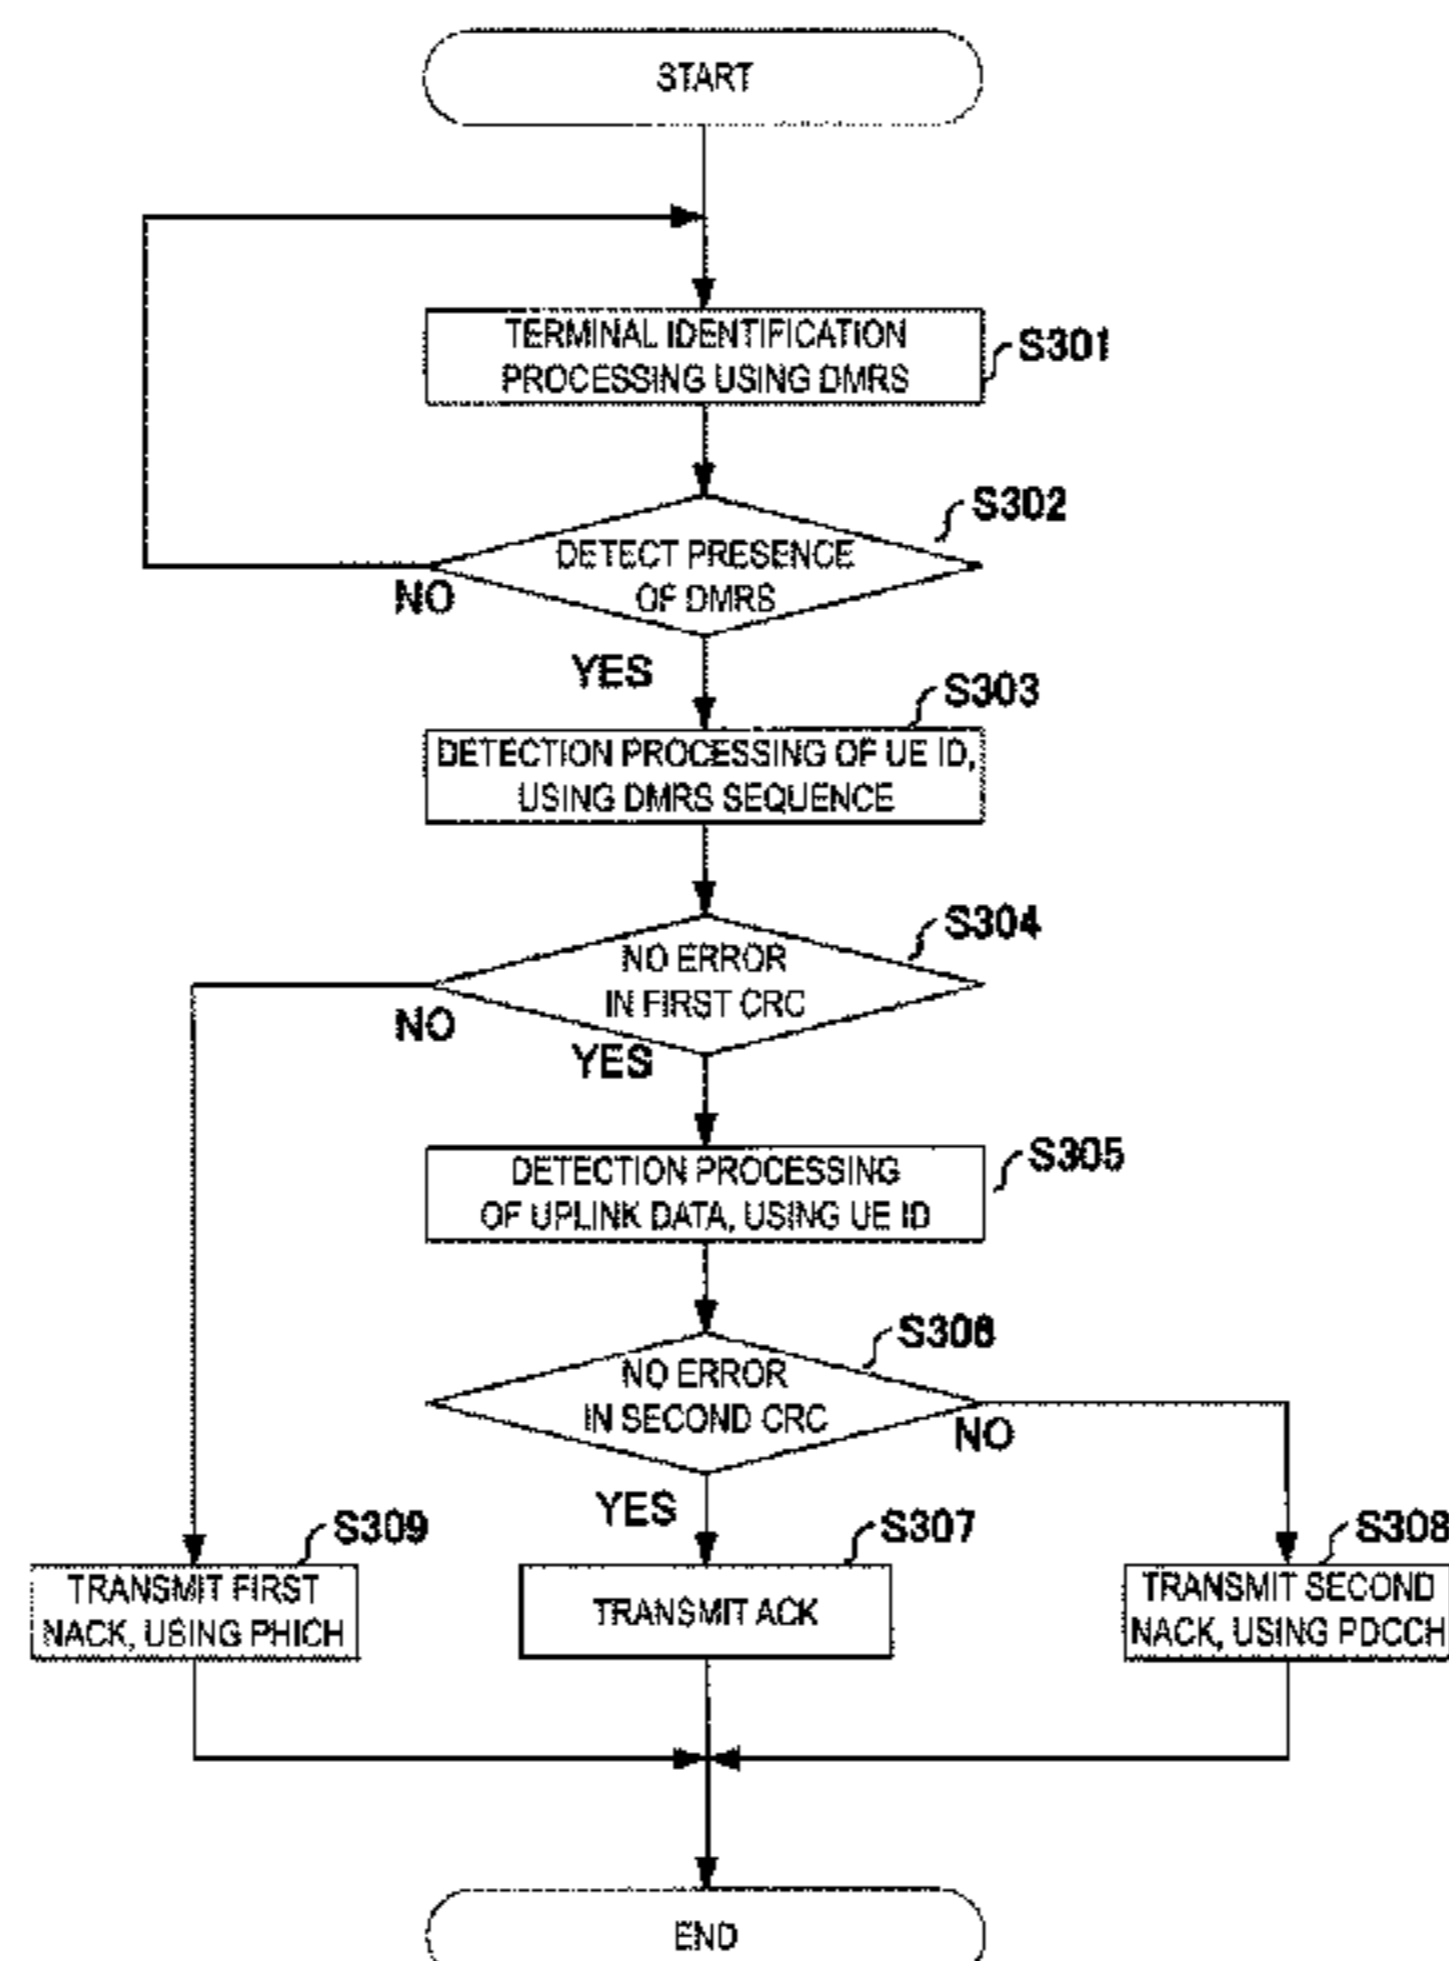 START
TERMINAL IDENTIFICATION
PROCESSING USING DMRS
S301
DETECT PRESENCE
OF DMRS
S302
NO
YES
S303
DETECTION PROCESSING OF UE ID,
USING DMRS SEQUENCE
S304
NO ERROR
IN FIRST CRC
NO
YES
S305
DETECTION PROCESSING
OF UPLINK DATA, USING UE ID
S306
NO ERROR
IN SECOND CRC
NO
YES
S309
TRANSMIT FIRST
NACK, USING PHICH
S307
TRANSMIT ACK
S308
TRANSMIT SECOND
NACK, USING PDCCH
END